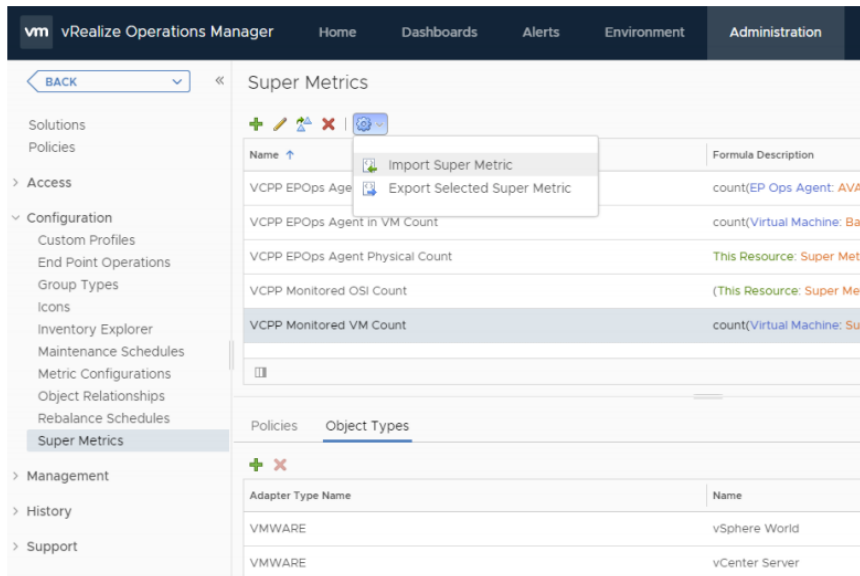 vm vRealize Operations Manager Home Dashboards Alerts Environment Administration
BACK
Solutions
Policies
Access
Configuration
Custom Profiles
End Point Operations
Group Types
Icons
Inventory Explorer
Maintenance Schedules
Metric Configurations
Object Relationships
Rebalance Schedules
Super Metrics
Management
History
Support
Super Metrics
Import Super Metric
Export Selected Super Metric
Name Formula Description
VCPP EPOps Age count(EP Ops Agent: AVA
VCPP EPOps Agent in VM Count count(Virtual Machine: Ba
VCPP EPOps Agent Physical Count This Resource: Super Met
VCPP Monitored OSI Count (This Resource: Super Me
VCPP Monitored VM Count count(Virtual Machine: Su
Policies Object Types
Adapter Type Name Name
VMWARE vSphere World
VMWARE vCenter Server